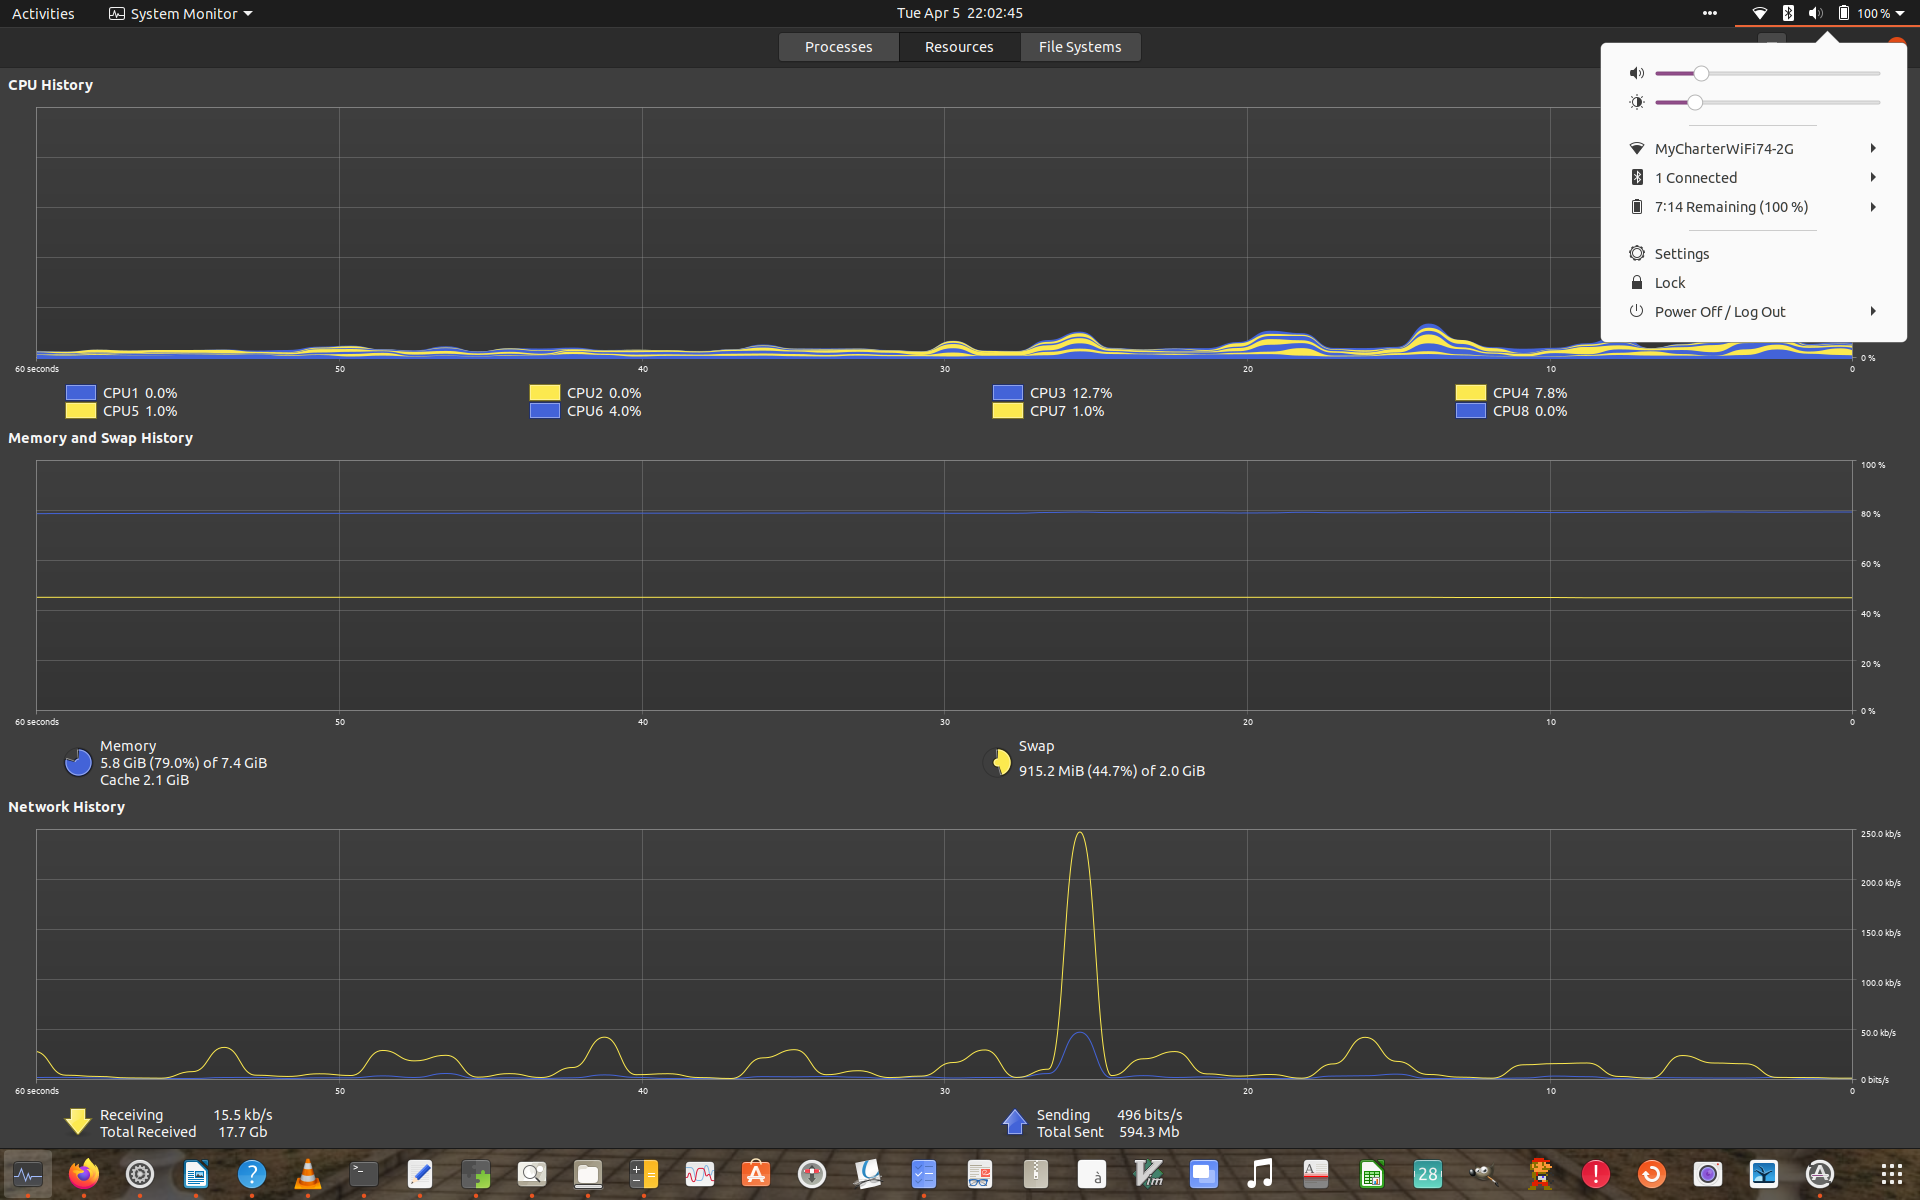 Activities
System Monitor
Tue Apr 5 22:02:45
100 %
Processes
Resources
File Systems
MyCharterWiFi74-2G
1 Connected
7:14 Remaining (100 %)
Settings
Lock
Power Off / Log Out
CPU History
0 %
60 seconds 50 40 30 20 10 0
CPU1 0.0% CPU2 0.0% CPU3 12.7% CPU4 7.8%
CPU5 1.0% CPU6 4.0% CPU7 1.0% CPU8 0.0%
Memory and Swap History
100 %
80 %
60 %
40 %
20 %
0 %
60 seconds 50 40 30 20 10 0
Memory
5.8 GiB (79.0%) of 7.4 GiB
Cache 2.1 GiB
Swap
915.2 MiB (44.7%) of 2.0 GiB
Network History
250.0 kb/s
200.0 kb/s
150.0 kb/s
100.0 kb/s
50.0 kb/s
0 bits/s
60 seconds 50 40 30 20 10 0
Receiving 15.5 kb/s
Total Received 17.7 Gb
Sending 496 bits/s
Total Sent 594.3 Mb
?
>_
A
à
Vim
A
28
!
A